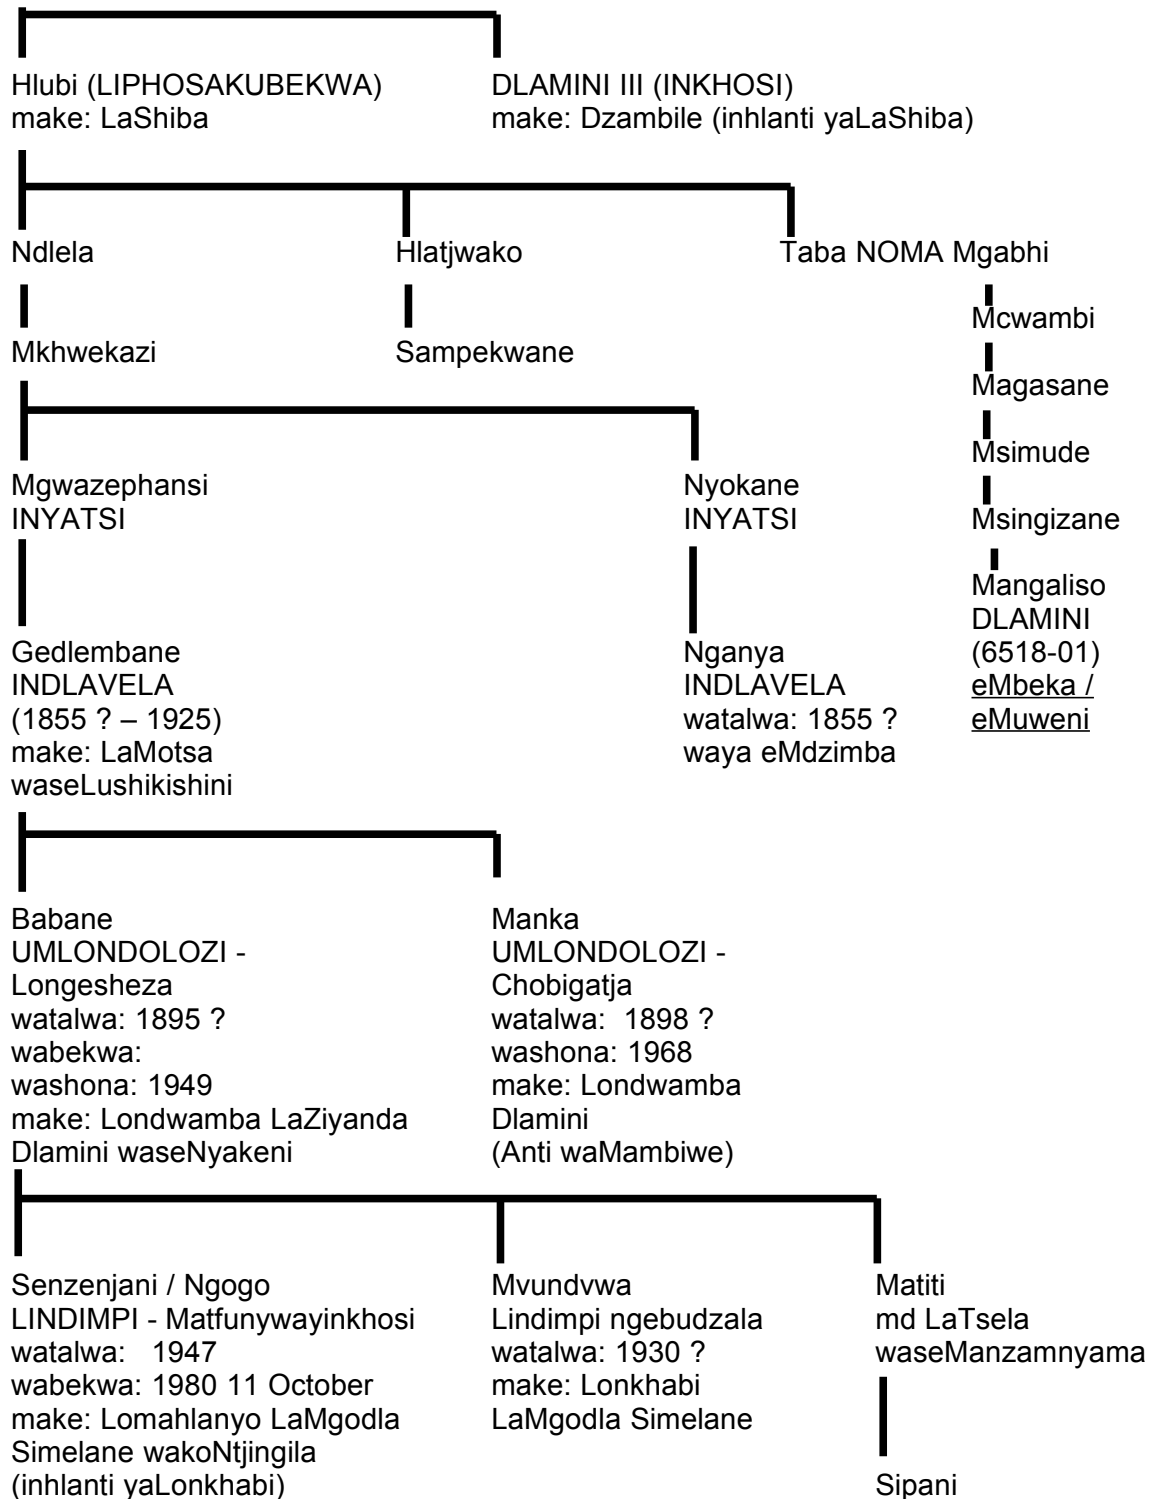 Hlubi (LIPHOSAKUBEKWA)
make: LaShiba
DLAMINI III (INKHOSI)
make: Dzambile (inhlanti yaLaShiba)
Ndlela
Hlatjwako
Taba NOMA Mgabhi
Mkhwekazi
Sampekwane
Mcwambi
Magasane
Msimude
Msingizane
Mangaliso
DLAMINI
(6518-01)
eMbeka /
eMuweni
Mgwazephansi
INYATSI
Nyokane
INYATSI
Gedlembane
INDLAVELA
(1855 ? – 1925)
make: LaMotsa
waseLushikishini
Nganya
INDLAVELA
watalwa: 1855 ?
waya eMdzimba
Babane
UMLONDOLOZI -
Longesheza
watalwa: 1895 ?
wabekwa:
washona: 1949
make: Londwamba LaZiyanda
Dlamini waseNyakeni
Manka
UMLONDOLOZI -
Chobigatja
watalwa:  1898 ?
washona: 1968
make: Londwamba
Dlamini
(Anti waMambiwe)
Senzenjani / Ngogo
LINDIMPI - Matfunywayinkhosi
watalwa:   1947
wabekwa: 1980 11 October
make: Lomahlanyo LaMgodla
Simelane wakoNtjingila
(inhlanti yaLonkhabi)
Mvundvwa
Lindimpi ngebudzala
watalwa: 1930 ?
make: Lonkhabi
LaMgodla Simelane
Matiti
md LaTsela
waseManzamnyama
Sipani